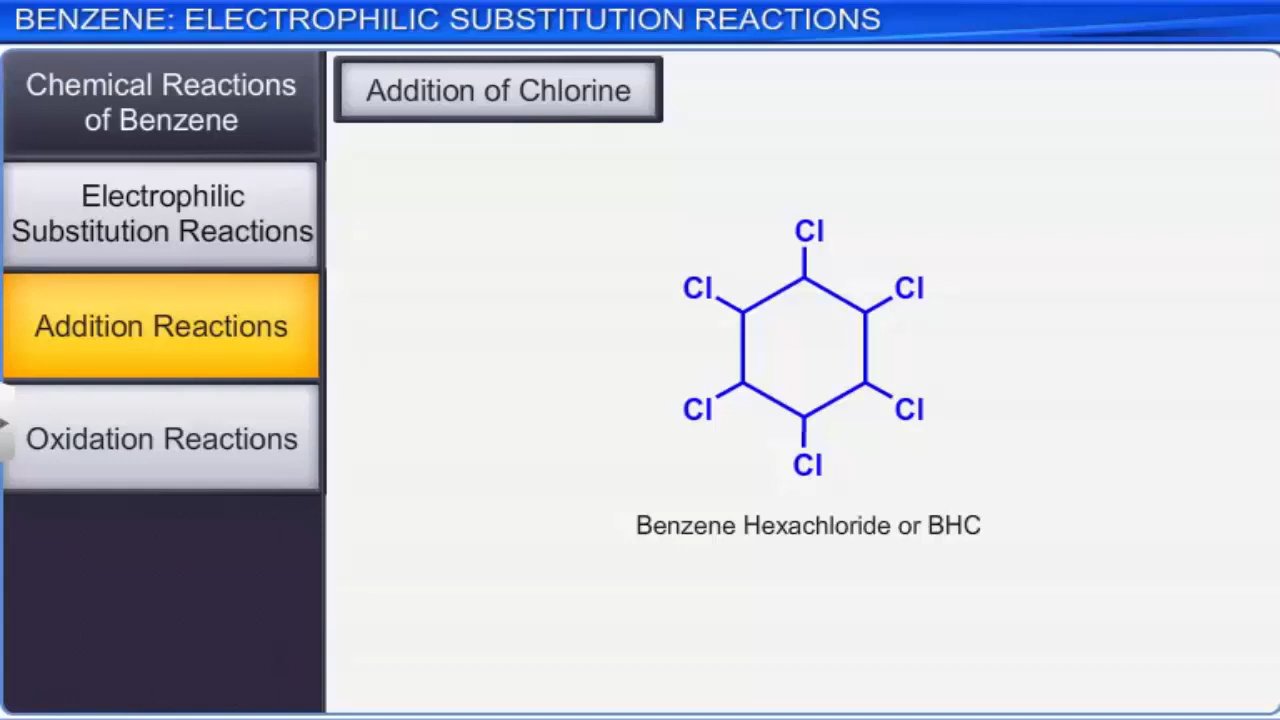 BENZENE: ELECTROPHILIC SUBSTITUTION REACTIONS
Chemical Reactions
of Benzene
Electrophilic
Substitution Reactions
Addition Reactions
Oxidation Reactions
Addition of Chlorine
Cl
Cl
Cl
Cl
Cl
Cl
Benzene Hexachloride or BHC